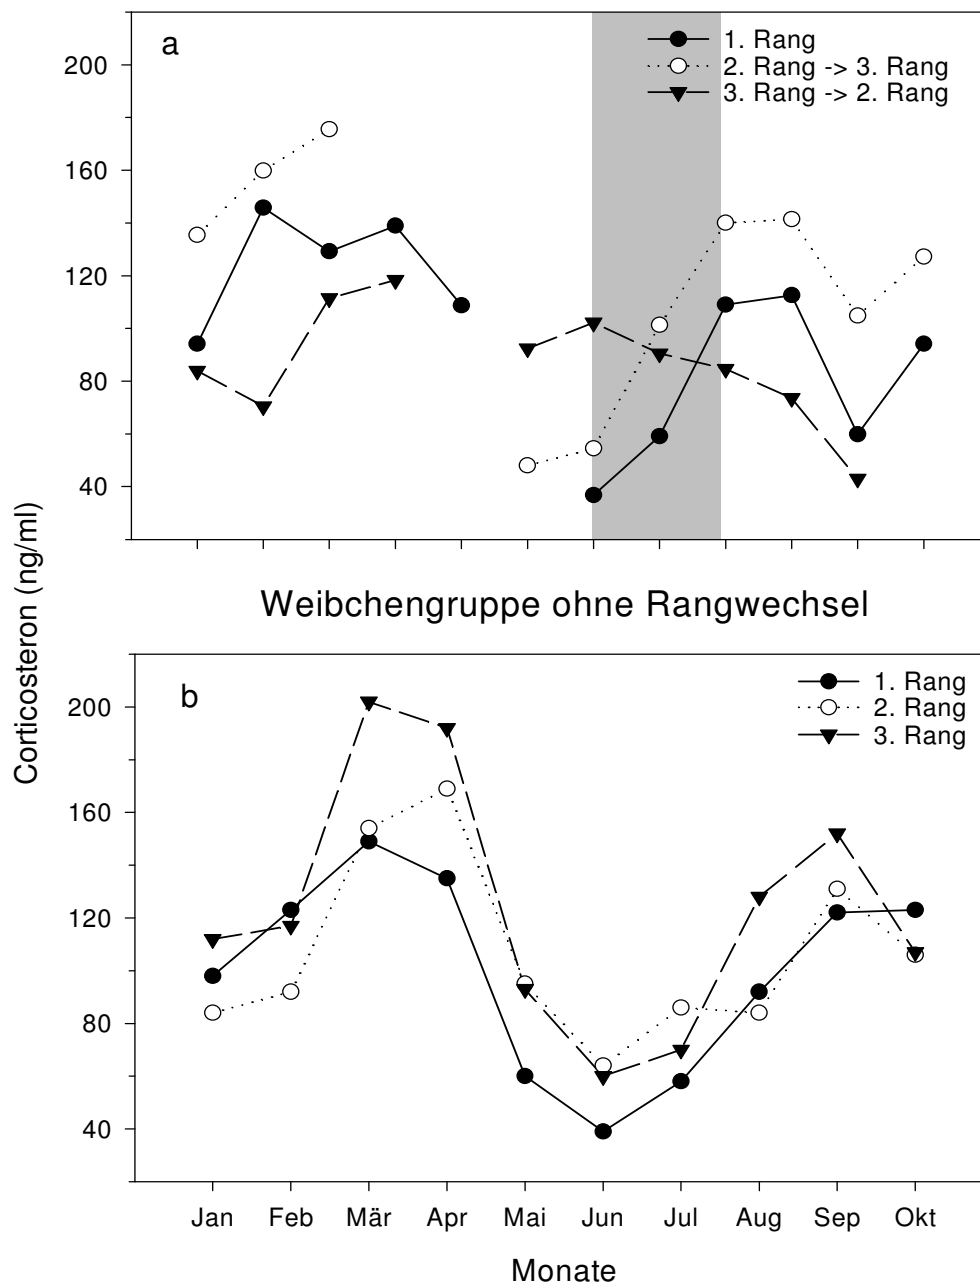 a
1. Rang
2. Rang -> 3. Rang
3. Rang -> 2. Rang
200
160
120
80
40
Corticosteron (ng/ml)
Weibchengruppe ohne Rangwechsel
b
1. Rang
2. Rang
3. Rang
200
160
120
80
40
Jan Feb Mär Apr Mai Jun Jul Aug Sep Okt
Monate